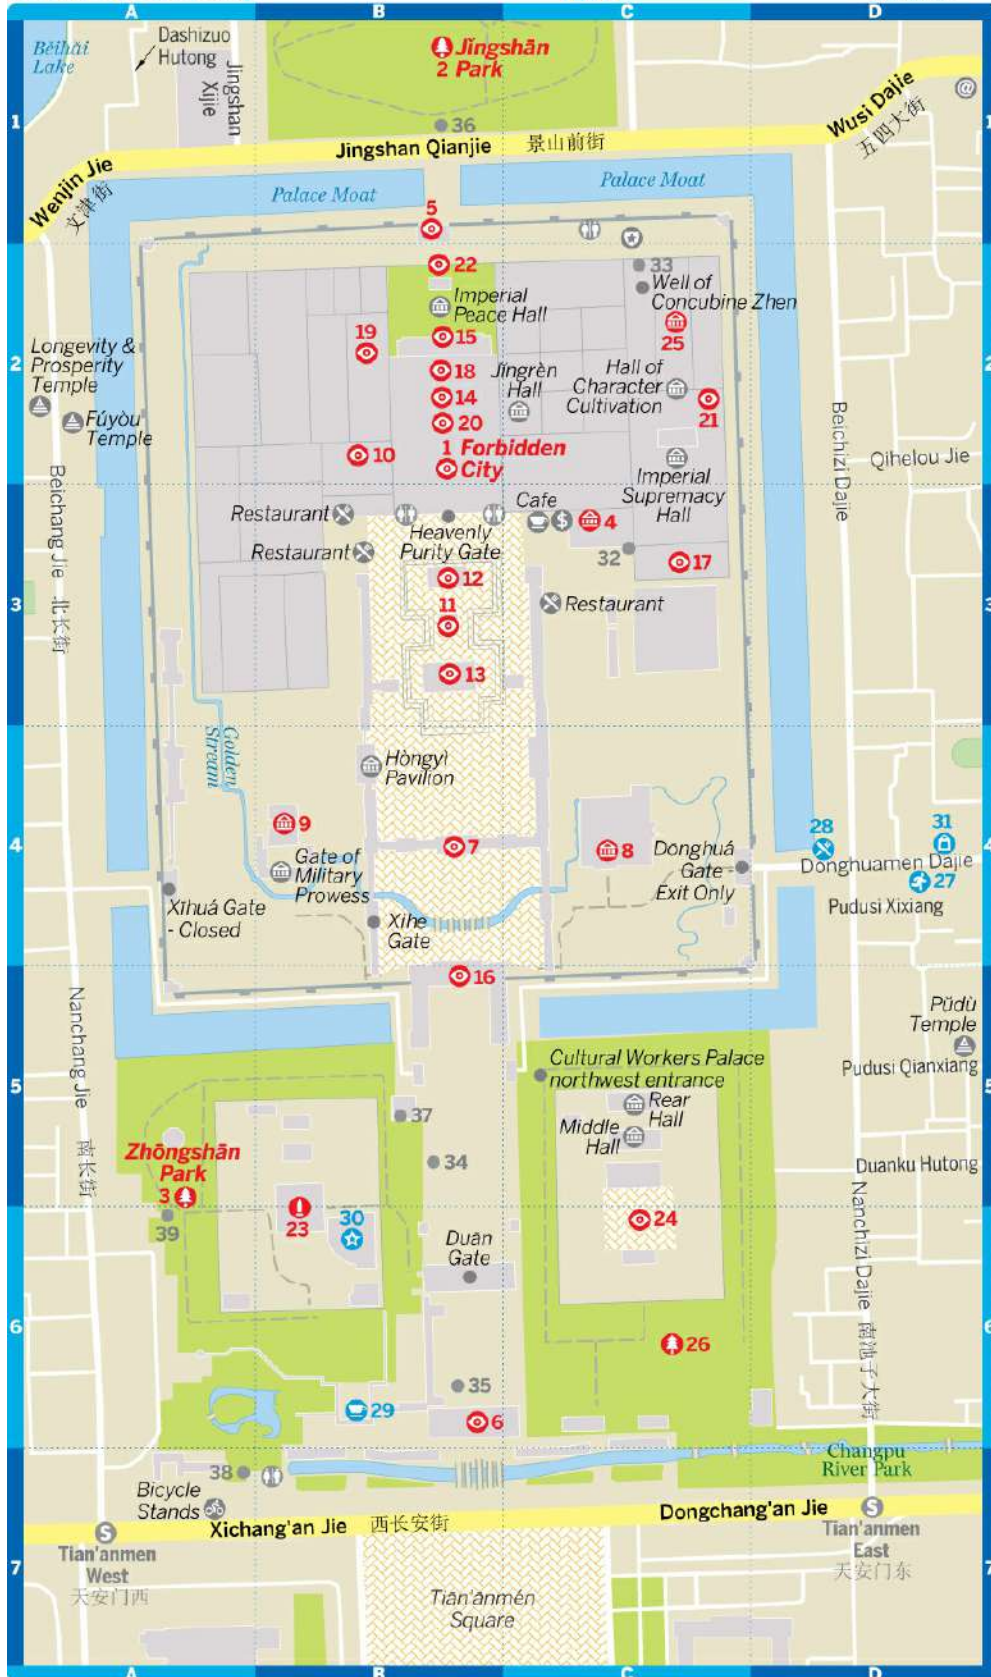 A
B
C
D
Běihǎi
Lake
Dashizuo
Hutong
Jingshan
Xijie
Jǐngshān
2 Park
1
36
Wusi Dajie
五四大街
@
Jingshan Qianjie 景山前街
Wenjin Jie
文津街
Palace Moat
Palace Moat
5
22
33
Well of
Concubine Zhen
Imperial
Peace Hall
19
15
25
2
2
Longevity &
Prosperity
Temple
Fúyòu
Temple
18
Jǐngrèn
Hall
Hall of
Character
Cultivation
14
21
20
10
1 Forbidden
City
Imperial
Supremacy
Hall
Beichizi Dajie
Qihelou Jie
Beichang Jie 北长街
Restaurant
Cafe
$
4
Heavenly
Purity Gate
Restaurant
32
17
12
11
3
3
Restaurant
13
Golden
Stream
Hóngyì
Pavilion
9
7
8
28
31
4
4
Gate of
Military
Prowess
Dōnghuá
Gate -
Exit Only
Donghuamen Dajie
27
Xīhuá Gate
- Closed
Xīhe
Gate
Pudusi Xixiang
16
Nanchang Jie 南长街
Pǔdù
Temple
Cultural Workers Palace
northwest entrance
Pudusi Qianxiang
5
5
Rear
Hall
37
Middle
Hall
Zhōngshān
Park
3
34
Duanku Hutong
39
23
30
24
Duān
Gate
Nanchizi Dajie 南池子大街
6
6
26
35
29
6
Changpu
River Park
38
Bicycle
Stands
Xichang'an Jie 西长安街
Dongchang'an Jie
S
Tian'anmen
West
天安门西
S
Tian'anmen
East
天安门东
7
7
Tiān'ānmén
Square
A
B
C
D